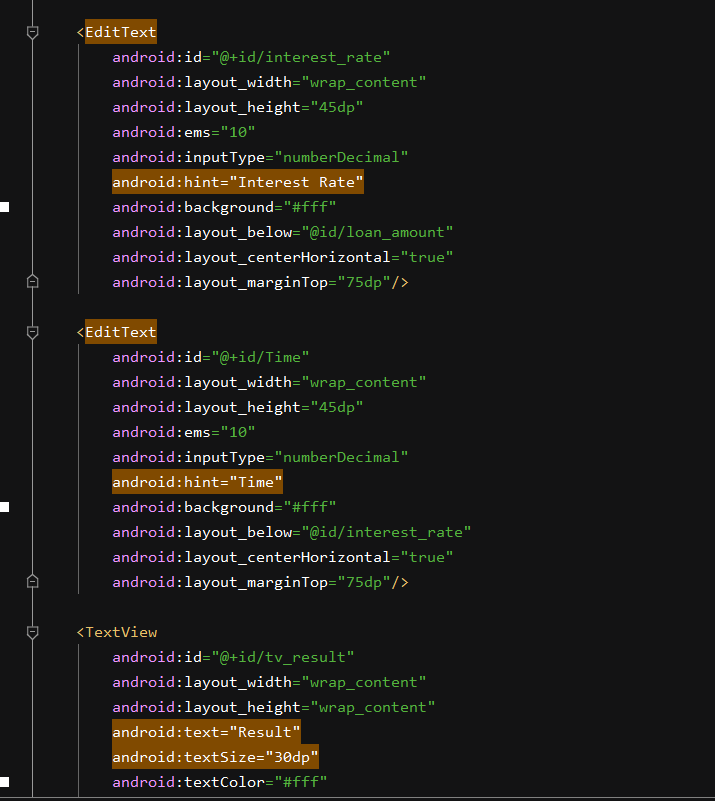 <EditText
android:id="@+id/interest_rate"
android:layout_width="wrap_content"
android:layout_height="45dp"
android:ems="10"
android:inputType="numberDecimal"
android:hint="Interest Rate"
android:background="#fff"
android:layout_below="@id/loan_amount"
android:layout_centerHorizontal="true"
android:layout_marginTop="75dp"/>
<EditText
android:id="@+id/Time"
android:layout_width="wrap_content"
android:layout_height="45dp"
android:ems="10"
android:inputType="numberDecimal"
android:hint="Time"
android:background="#fff"
android:layout_below="@id/interest_rate"
android:layout_centerHorizontal="true"
android:layout_marginTop="75dp"/>
<TextView
android:id="@+id/tv_result"
android:layout_width="wrap_content"
android:layout_height="wrap_content"
android:text="Result"
android:textSize="30dp"
android:textColor="#fff"